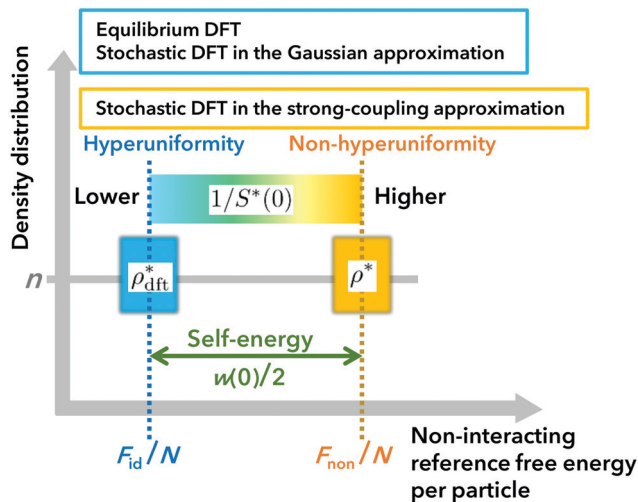 Equilibrium DFT
Stochastic DFT in the Gaussian approximation
Stochastic DFT in the strong-coupling approximation
Density distribution
Hyperuniformity
Non-hyperuniformity
Lower
1/S*(0)
Higher
n
ρ*dft
ρ*
Self-energy
w(0)/2
Fid/N
Fnon/N
Non-interacting
reference free energy
per particle